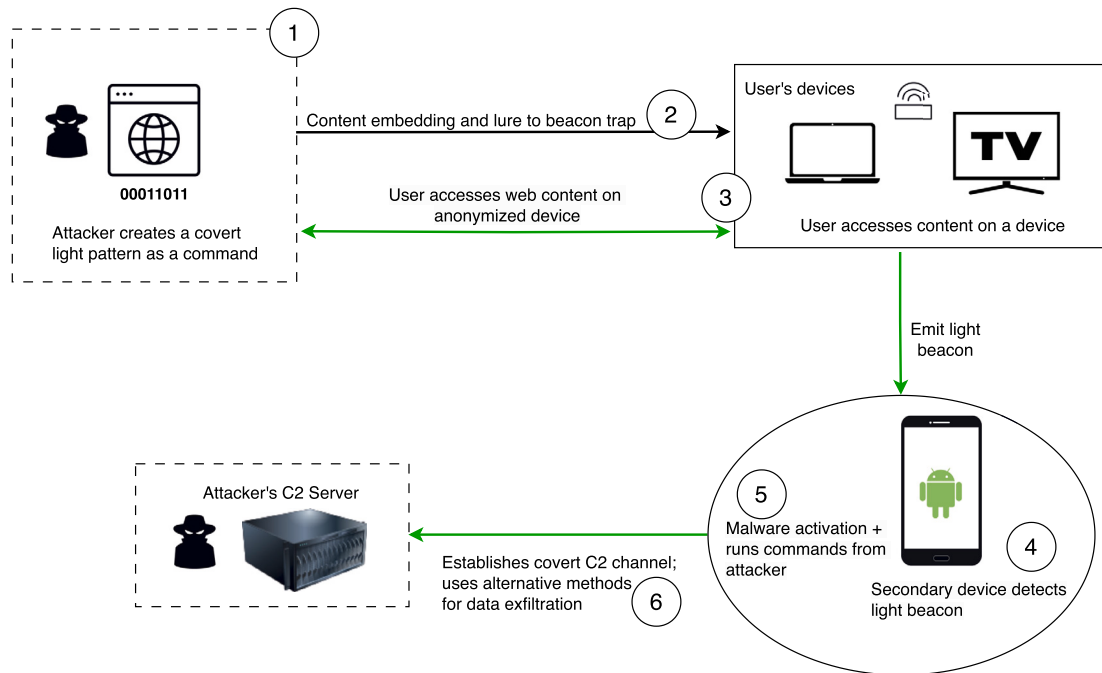 1
00011011
Attacker creates a covert
light pattern as a command
Content embedding and lure to beacon trap
2
User accesses web content on
anonymized device
3
User's devices
TV
User accesses content on a device
Emit light
beacon
4
Secondary device detects
light beacon
5
Malware activation +
runs commands from
attacker
Establishes covert C2 channel;
uses alternative methods
for data exfiltration
6
Attacker's C2 Server